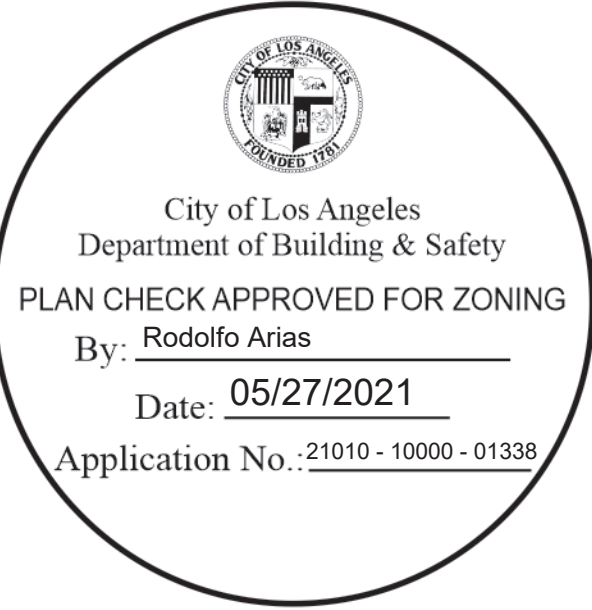 CITY OF LOS ANGELES
FOUNDED 1781
City of Los Angeles
Department of Building & Safety
PLAN CHECK APPROVED FOR ZONING
By: Rodolfo Arias
Date: 05/27/2021
Application No.: 21010 - 10000 - 01338